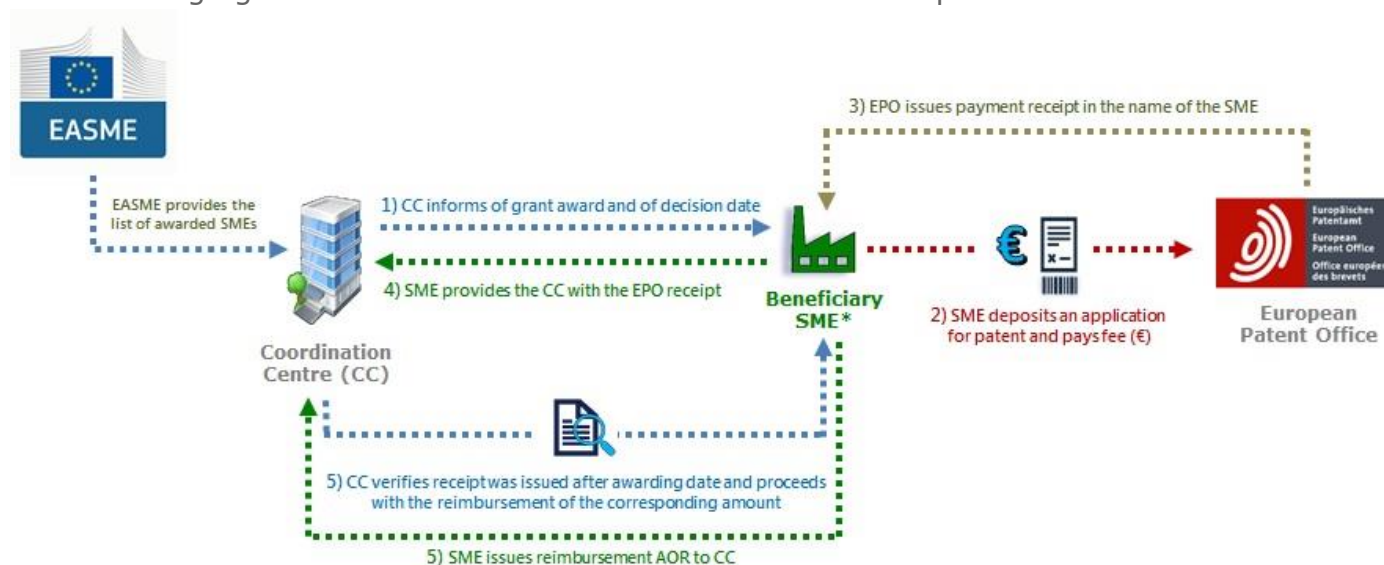 EASME
3) EPO issues payment receipt in the name of the SME
EASME provides the
list of awarded SMEs
1) CC informs of grant award and of decision date
4) SME provides the CC with the EPO receipt
Europäisches
Patentamt
European
Patent Office
Office européen
des brevets
Beneficiary
SME*
2) SME deposits an application
for patent and pays fee (€)
European
Patent Office
Coordination
Centre (CC)
5) CC verifies receipt was issued after awarding date and proceeds
with the reimbursement of the corresponding amount
5) SME issues reimbursement AOR to CC